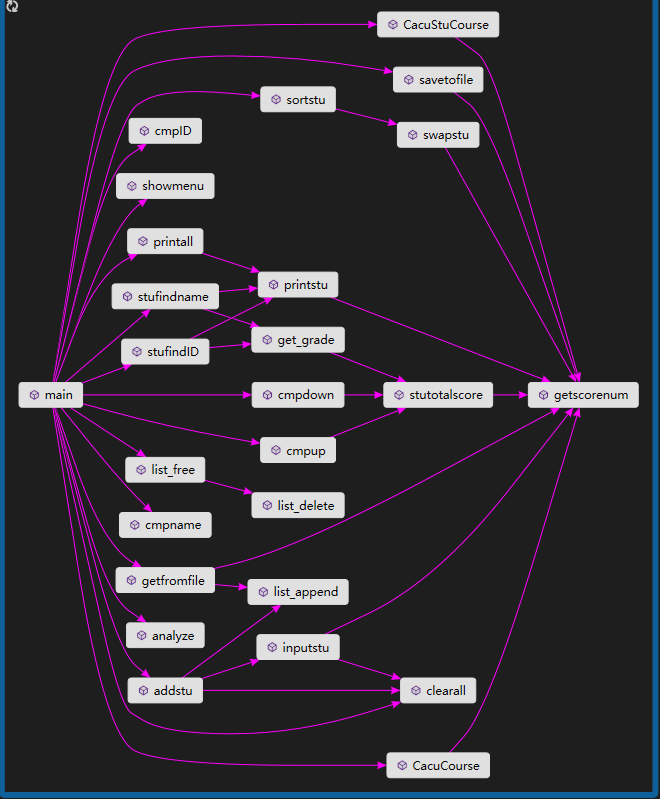 CacuStuCourse
savetofile
sortstu
cmpID
swapstu
showmenu
printall
printstu
stufindname
get_grade
stufindID
main
cmpdown
stutotalscore
getscorenum
cmpup
list_free
list_delete
cmpname
getfromfile
list_append
analyze
inputstu
addstu
clearall
CacuCourse